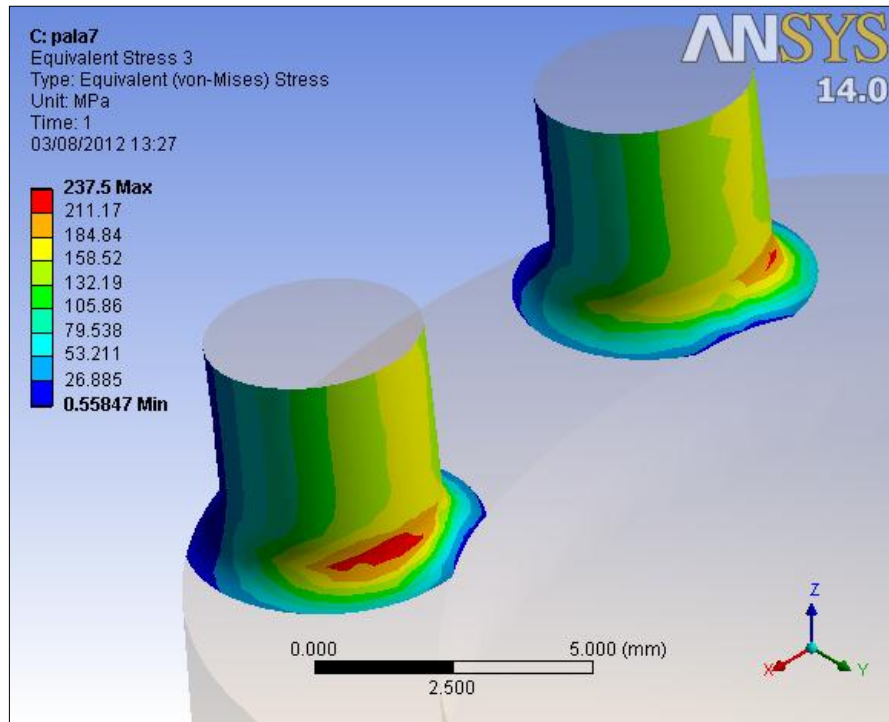 C: pala7
Equivalent Stress 3
Type: Equivalent (von-Mises) Stress
Unit: MPa
Time: 1
03/08/2012 13:27
ANSYS
14.0
237.5 Max
211.17
184.84
158.52
132.19
105.86
79.538
53.211
26.885
0.55847 Min
0.000 5.000 (mm)
2.500
Z
X Y